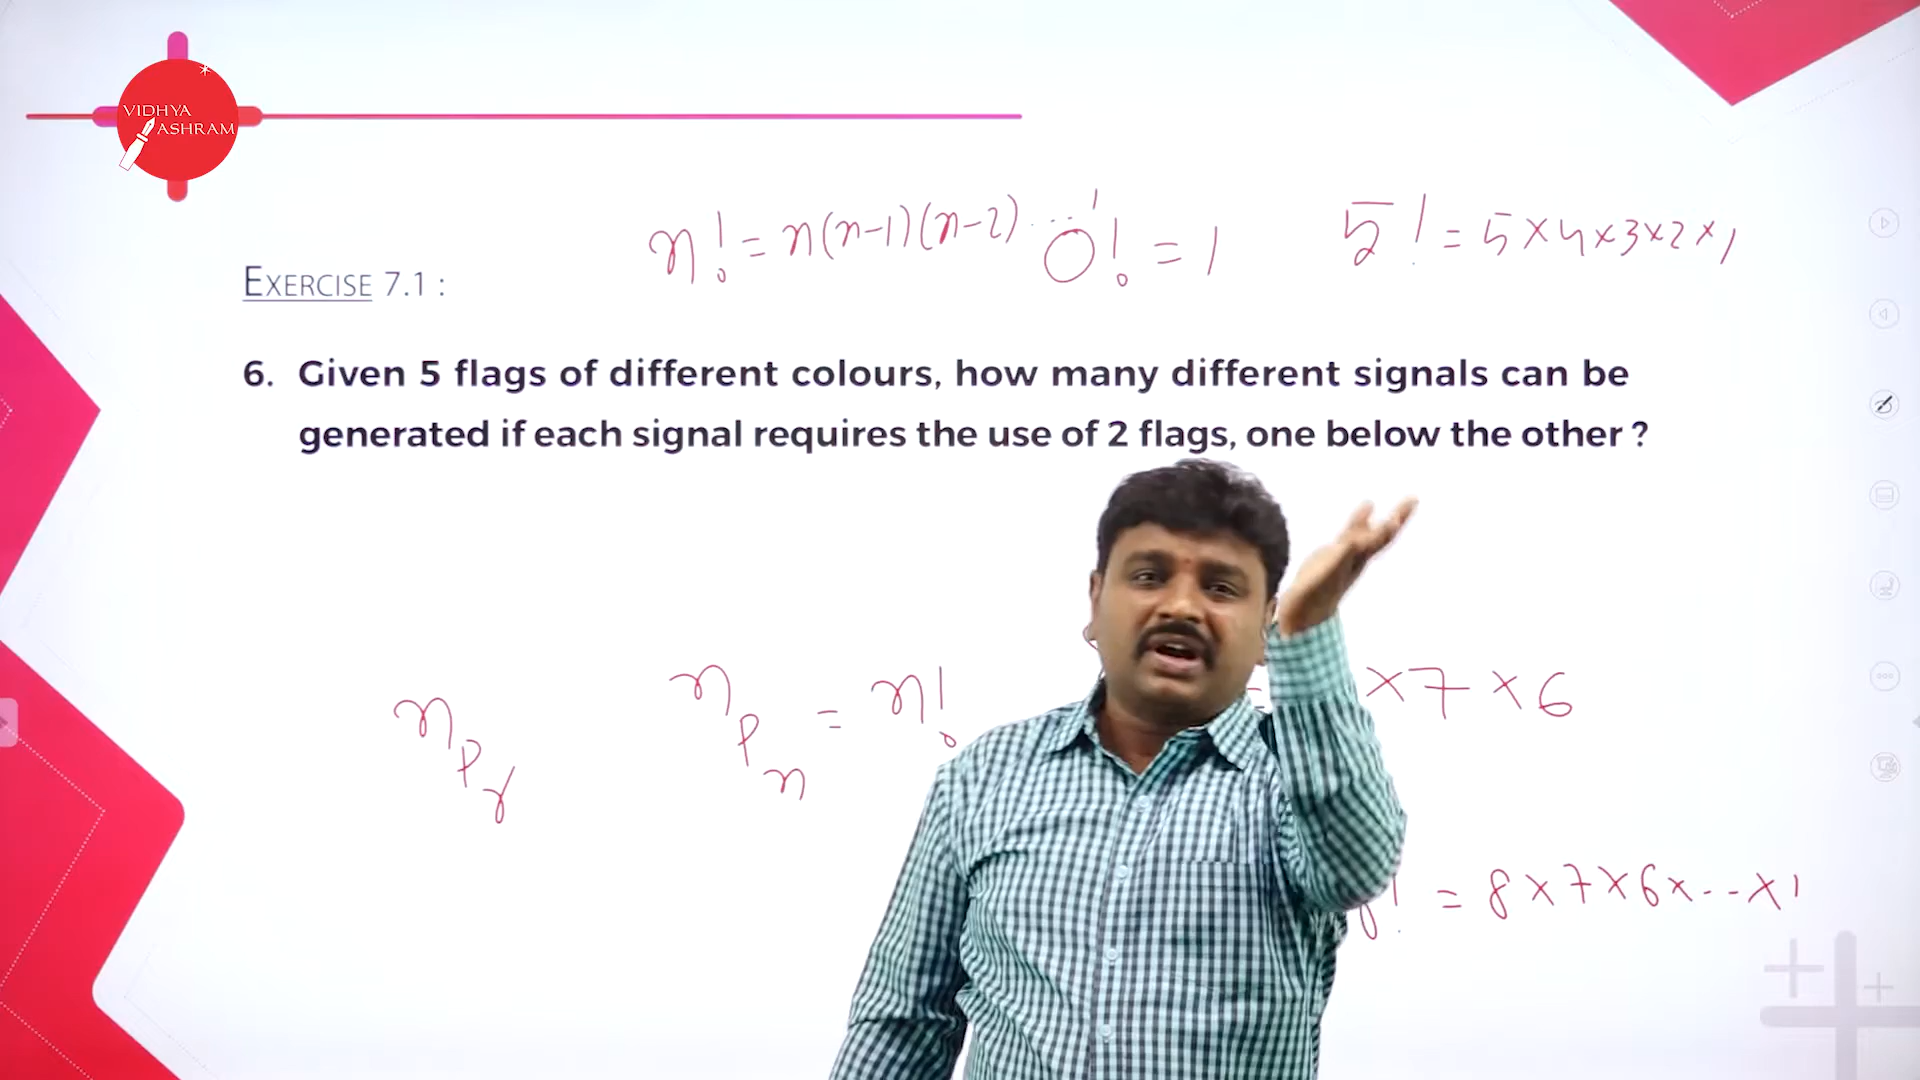 VIDHYA
ASHRAM
n! = n(n-1)(n-2) ... 1
0! = 1
5! = 5×4×3×2×1
EXERCISE 7.1 :
6. Given 5 flags of different colours, how many different signals can be
generated if each signal requires the use of 2 flags, one below the other ?
nPr
nPn = n!
×7 ×6
! = 8×7×6×--×1